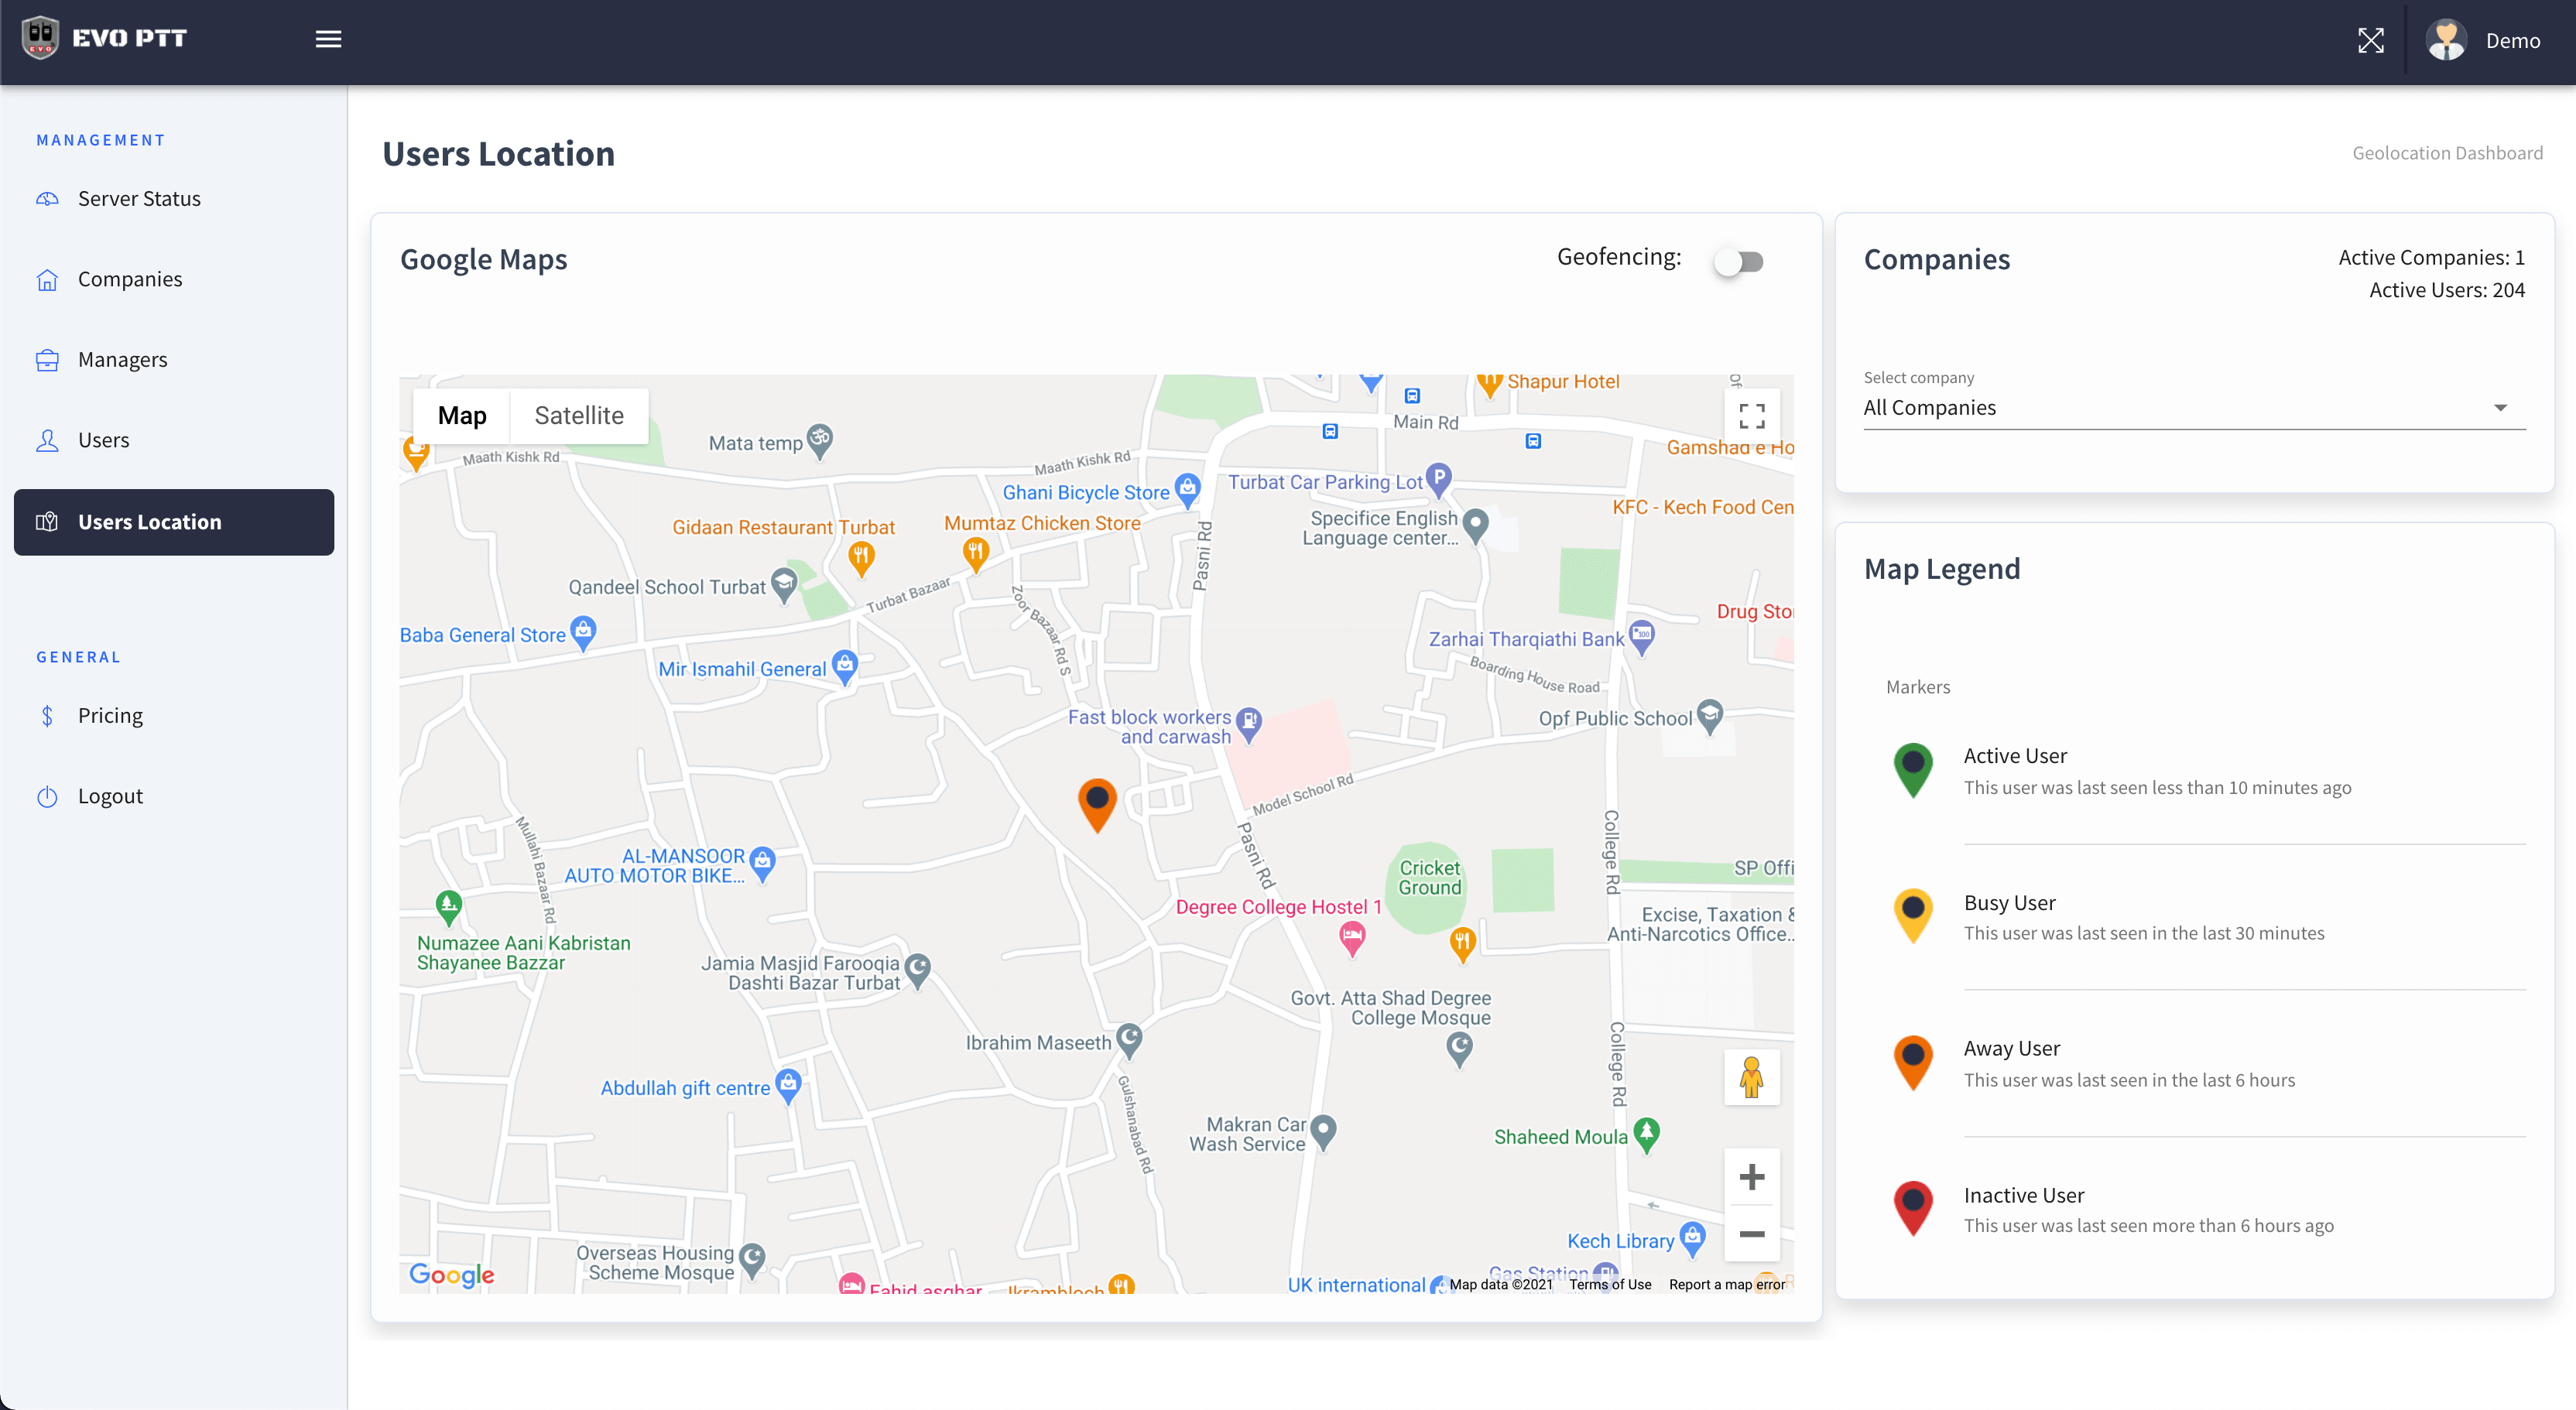 EVO PTT
EVO
Demo
MANAGEMENT
Server Status
Companies
Managers
Users
Users Location
GENERAL
Pricing
Logout
Users Location
Geolocation Dashboard
Google Maps
Geofencing:
Map
Satellite
Shapur Hotel
Main Rd
Mata temp
Gamshad e Ho
Maath Kishk Rd
Maath Kishk Rd
Ghani Bicycle Store
Turbat Car Parking Lot
P
KFC - Kech Food Cen
Gidaan Restaurant Turbat
Mumtaz Chicken Store
Specifice English
Language center...
Pasni Rd
Qandeel School Turbat
Turbat Bazaar
Zoor Bazaar Rd S
Drug Sto
Baba General Store
Zarhai Tharqiathi Bank
100
Mir Ismahil General
Boarding House Road
Fast block workers
and carwash
Opf Public School
Model School Rd
Mullahi Bazaar Rd
Pasni Rd
College Rd
AL-MANSOOR
AUTO MOTOR BIKE...
Cricket
Ground
SP Offi
Degree College Hostel 1
Excise, Taxation &
Anti-Narcotics Office...
Numazee Aani Kabristan
Shayanee Bazzar
Jamia Masjid Farooqia
Dashti Bazar Turbat
Govt. Atta Shad Degree
College Mosque
Ibrahim Maseeth
College Rd
Abdullah gift centre
Gulshanabad Rd
Makran Car
Wash Service
Shaheed Moula
Kech Library
Overseas Housing
Scheme Mosque
Google
Fahid asghar
Ikrambloch
UK international
Gas Station
Map data ©2021
Terms of Use
Report a map error
Companies
Active Companies: 1
Active Users: 204
Select company
All Companies
Map Legend
Markers
Active User
This user was last seen less than 10 minutes ago
Busy User
This user was last seen in the last 30 minutes
Away User
This user was last seen in the last 6 hours
Inactive User
This user was last seen more than 6 hours ago